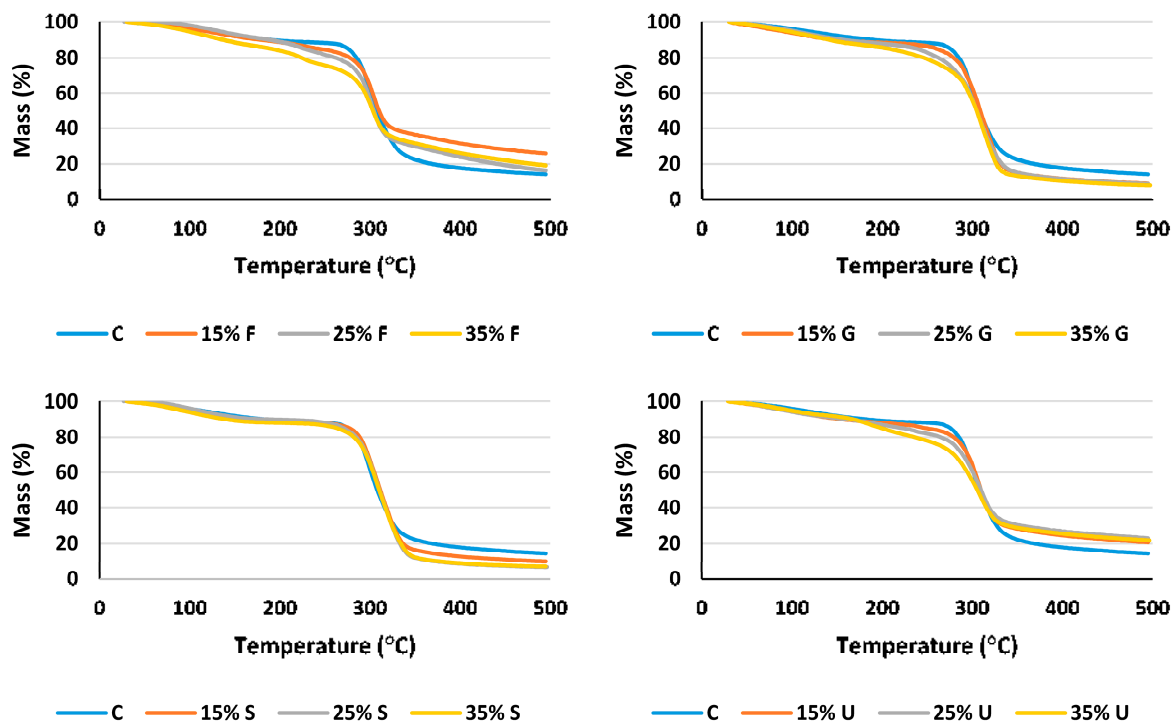 Mass (%)
100
80
60
40
20
0
0 100 200 300 400 500
Temperature (°C)
C 15% F 25% F 35% F
Mass (%)
100
80
60
40
20
0
0 100 200 300 400 500
Temperature (°C)
C 15% G 25% G 35% G
Mass (%)
100
80
60
40
20
0
0 100 200 300 400 500
Temperature (°C)
C 15% S 25% S 35% S
Mass (%)
100
80
60
40
20
0
0 100 200 300 400 500
Temperature (°C)
C 15% U 25% U 35% U